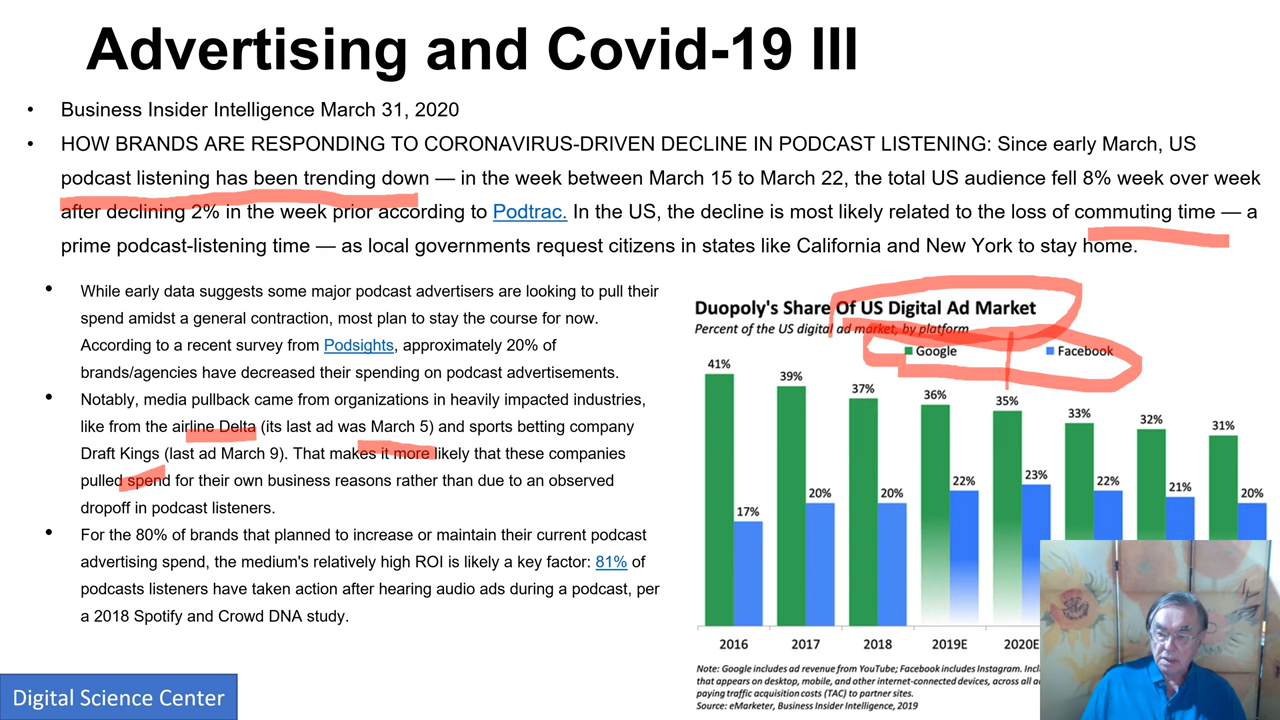 Advertising and Covid-19 III
• Business Insider Intelligence March 31, 2020
• HOW BRANDS ARE RESPONDING TO CORONAVIRUS-DRIVEN DECLINE IN PODCAST LISTENING: Since early March, US
podcast listening has been trending down — in the week between March 15 to March 22, the total US audience fell 8% week over week
after declining 2% in the week prior according to Podtrac. In the US, the decline is most likely related to the loss of commuting time — a
prime podcast-listening time — as local governments request citizens in states like California and New York to stay home.
• While early data suggests some major podcast advertisers are looking to pull their
spend amidst a general contraction, most plan to stay the course for now.
According to a recent survey from Podsights, approximately 20% of
brands/agencies have decreased their spending on podcast advertisements.
• Notably, media pullback came from organizations in heavily impacted industries,
like from the airline Delta (its last ad was March 5) and sports betting company
Draft Kings (last ad March 9). That makes it more likely that these companies
pulled spend for their own business reasons rather than due to an observed
dropoff in podcast listeners.
• For the 80% of brands that planned to increase or maintain their current podcast
advertising spend, the medium's relatively high ROI is likely a key factor: 81% of
podcasts listeners have taken action after hearing audio ads during a podcast, per
a 2018 Spotify and Crowd DNA study.
Duopoly's Share Of US Digital Ad Market
Percent of the US digital ad market, by platform
Google Facebook
41% 39% 37% 36% 35% 33% 32% 31%
17% 20% 20% 22% 23% 22% 21% 20%
2016 2017 2018 2019E 2020E
Note: Google includes ad revenue from YouTube; Facebook includes Instagram.
that appears on desktop, mobile, and other internet-connected devices, across all
paying traffic acquisition costs (TAC) to partner sites.
Source: eMarketer, Business Insider Intelligence, 2019
Digital Science Center